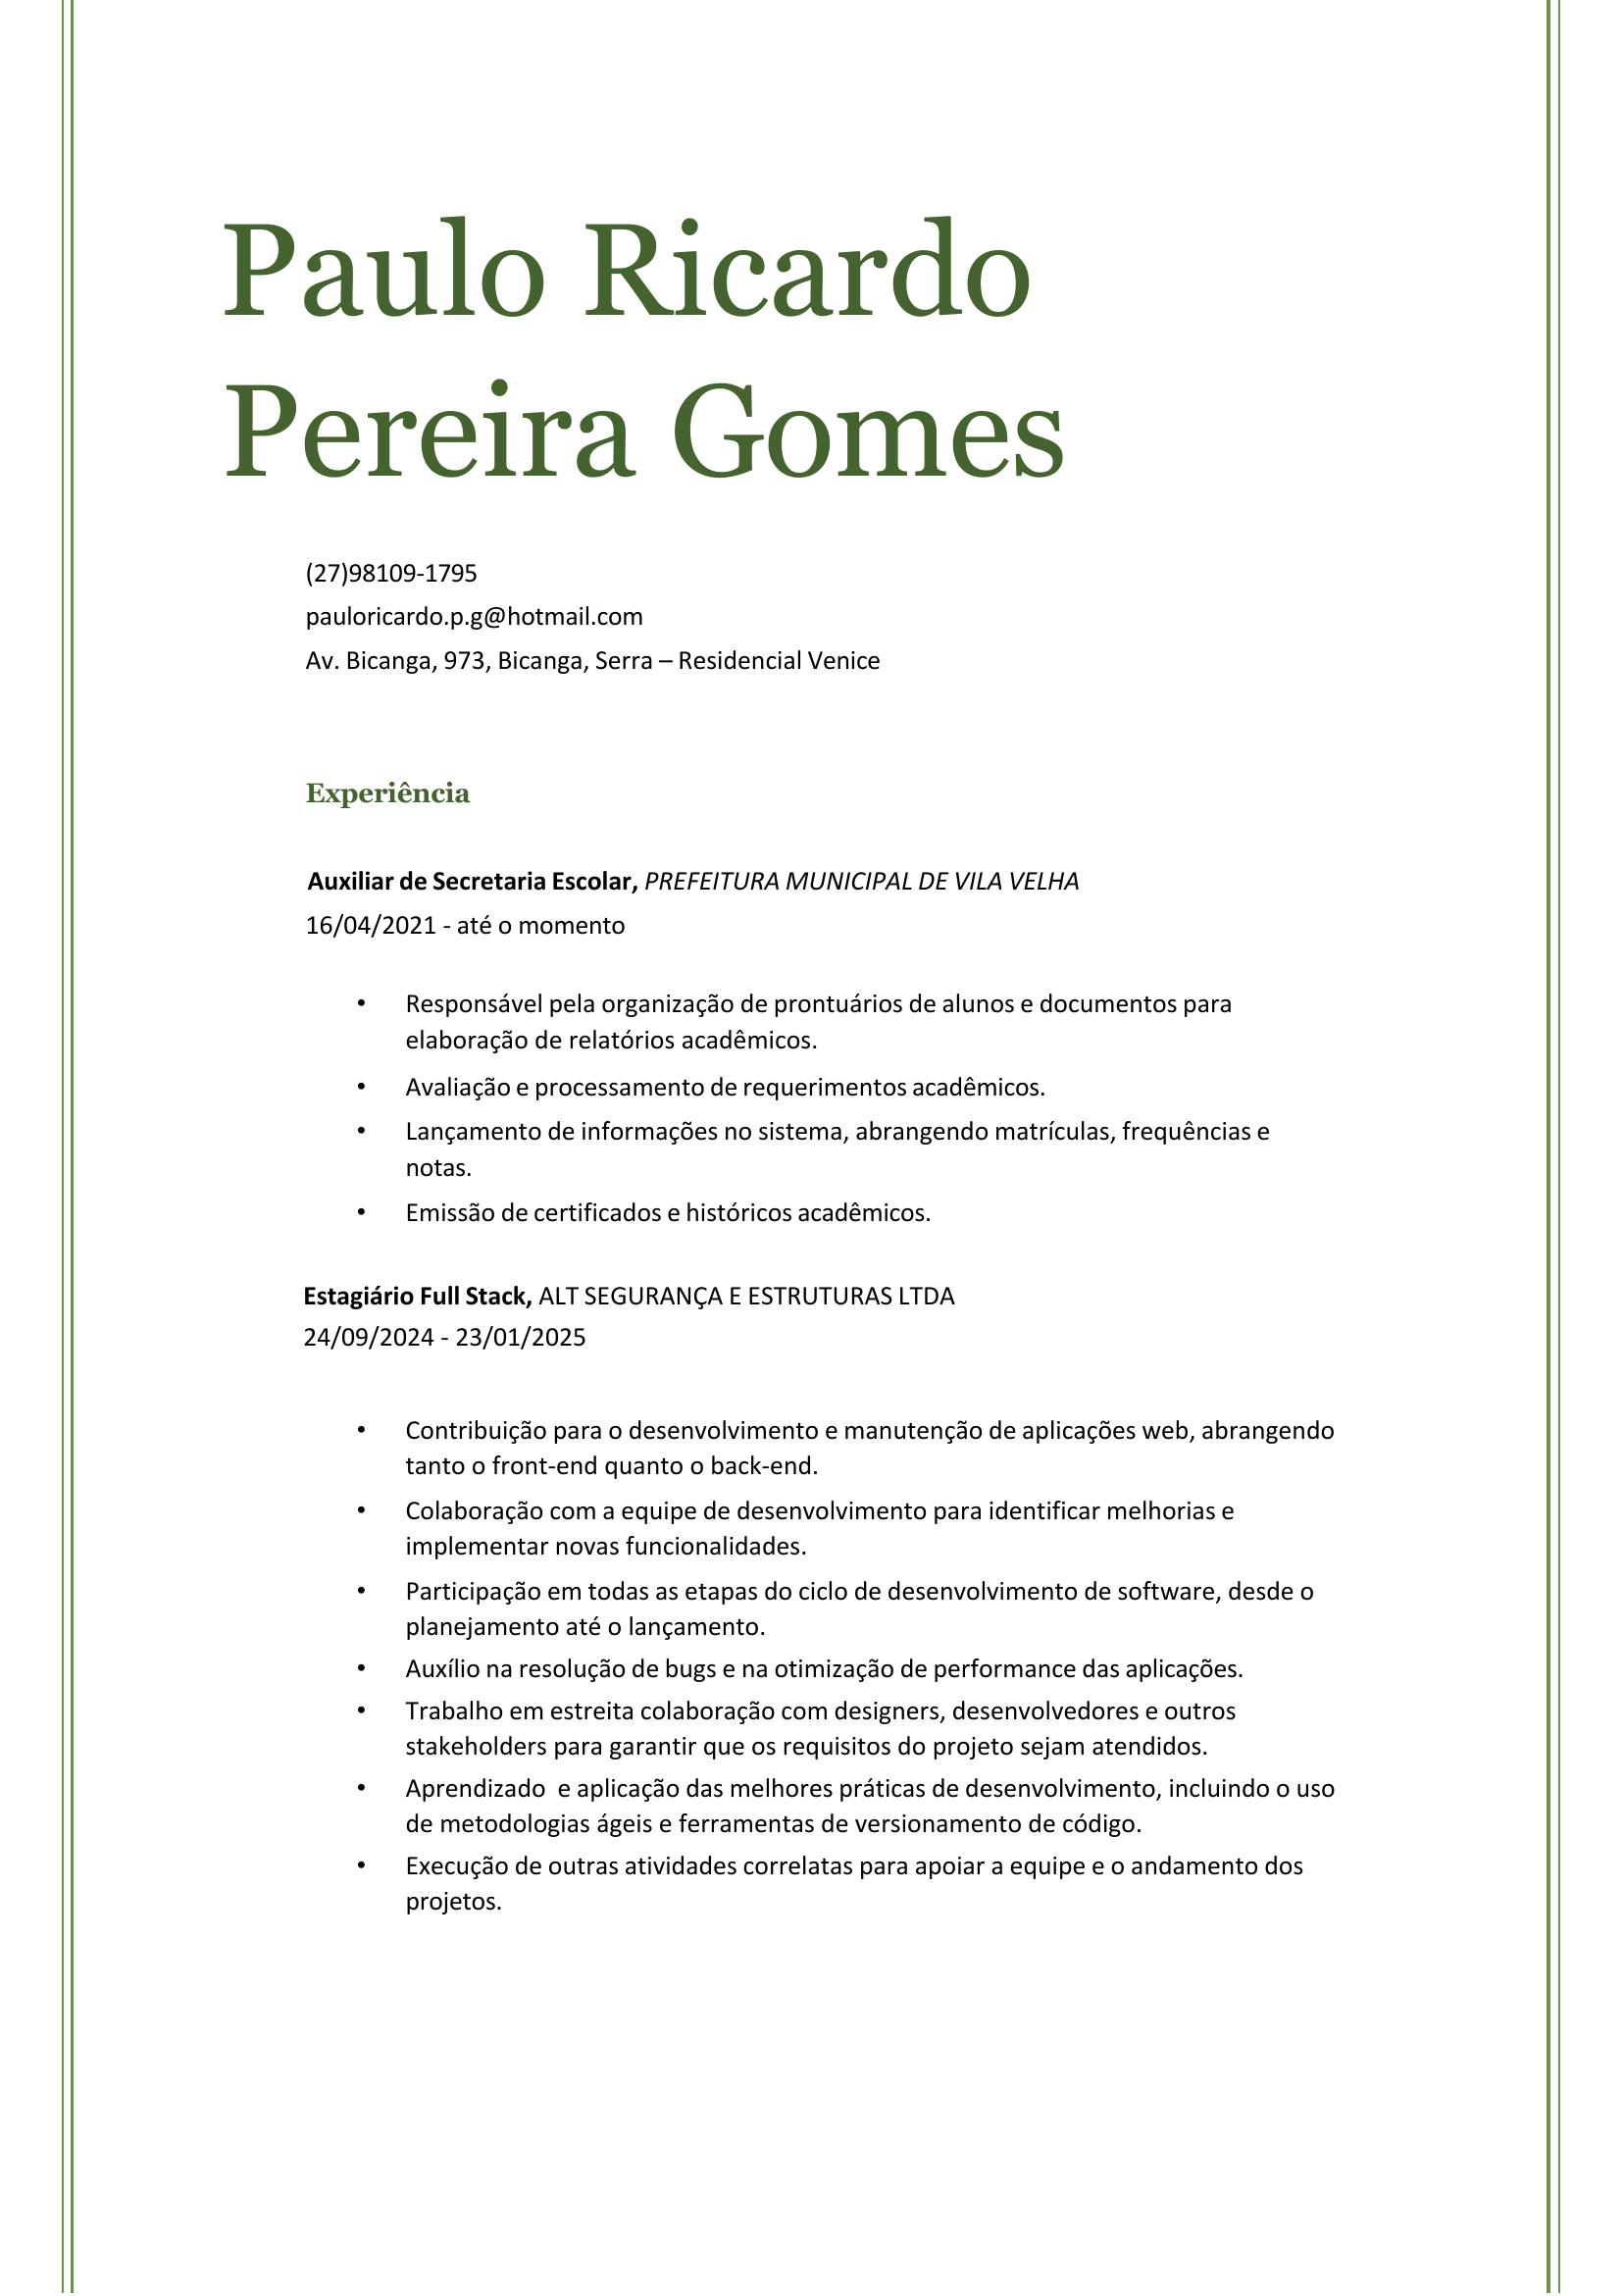 Paulo Ricardo
Pereira Gomes
(27)98109-1795
pauloricardo.p.g@hotmail.com
Av. Bicanga, 973, Bicanga, Serra – Residencial Venice
Experiência
Auxiliar de Secretaria Escolar, PREFEITURA MUNICIPAL DE VILA VELHA
16/04/2021 - até o momento
• Responsável pela organização de prontuários de alunos e documentos para
elaboração de relatórios acadêmicos.
• Avaliação e processamento de requerimentos acadêmicos.
• Lançamento de informações no sistema, abrangendo matrículas, frequências e
notas.
• Emissão de certificados e históricos acadêmicos.
Estagiário Full Stack, ALT SEGURANÇA E ESTRUTURAS LTDA
24/09/2024 - 23/01/2025
• Contribuição para o desenvolvimento e manutenção de aplicações web, abrangendo
tanto o front-end quanto o back-end.
• Colaboração com a equipe de desenvolvimento para identificar melhorias e
implementar novas funcionalidades.
• Participação em todas as etapas do ciclo de desenvolvimento de software, desde o
planejamento até o lançamento.
• Auxílio na resolução de bugs e na otimização de performance das aplicações.
• Trabalho em estreita colaboração com designers, desenvolvedores e outros
stakeholders para garantir que os requisitos do projeto sejam atendidos.
• Aprendizado  e aplicação das melhores práticas de desenvolvimento, incluindo o uso
de metodologias ágeis e ferramentas de versionamento de código.
• Execução de outras atividades correlatas para apoiar a equipe e o andamento dos
projetos.